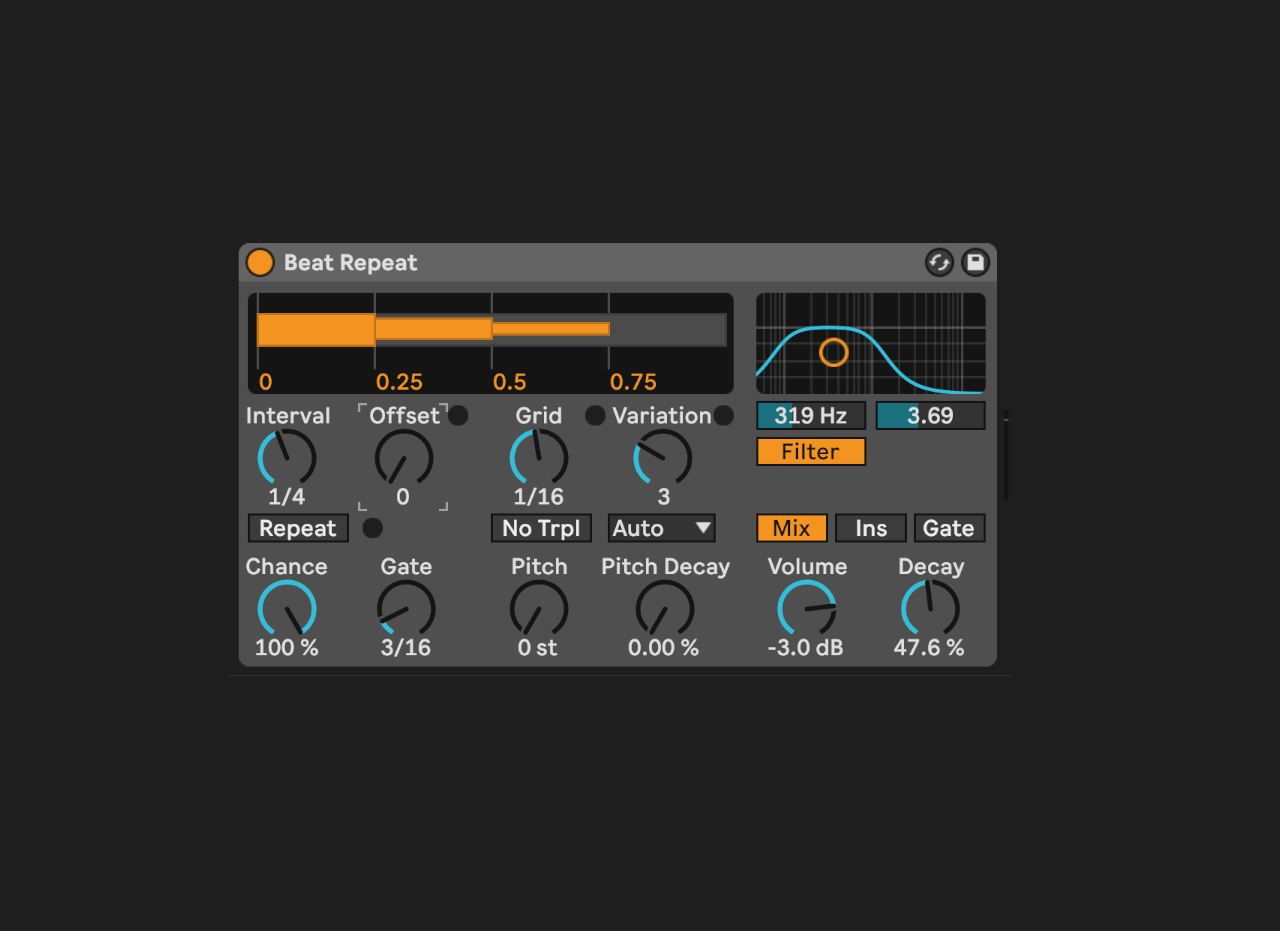 Beat Repeat
0 0.25 0.5 0.75
Interval Offset Grid Variation 319 Hz 3.69
Filter
1/4 0 1/16 3
Repeat No Trpl Auto Mix Ins Gate
Chance Gate Pitch Pitch Decay Volume Decay
100 % 3/16 0 st 0.00 % -3.0 dB 47.6 %